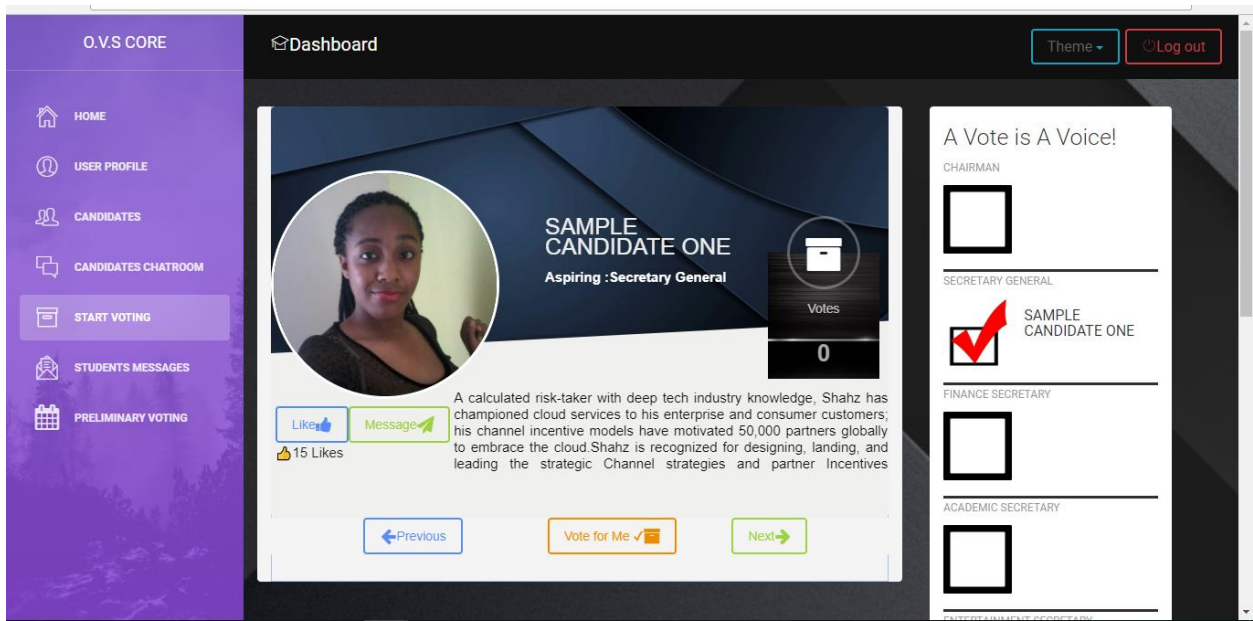 O.V.S CORE
HOME
USER PROFILE
CANDIDATES
CANDIDATES CHATROOM
START VOTING
STUDENTS MESSAGES
PRELIMINARY VOTING
Dashboard
Theme
Log out
SAMPLE
CANDIDATE ONE
Aspiring :Secretary General
Votes
0
Like
Message
15 Likes
A calculated risk-taker with deep tech industry knowledge, Shahz has
championed cloud services to his enterprise and consumer customers;
his channel incentive models have motivated 50,000 partners globally
to embrace the cloud.Shahz is recognized for designing, landing, and
leading the strategic Channel strategies and partner Incentives
Previous
Vote for Me ✓
Next
A Vote is A Voice!
CHAIRMAN
SECRETARY GENERAL
SAMPLE
CANDIDATE ONE
FINANCE SECRETARY
ACADEMIC SECRETARY
ENTERTAINMENT SECRETARY